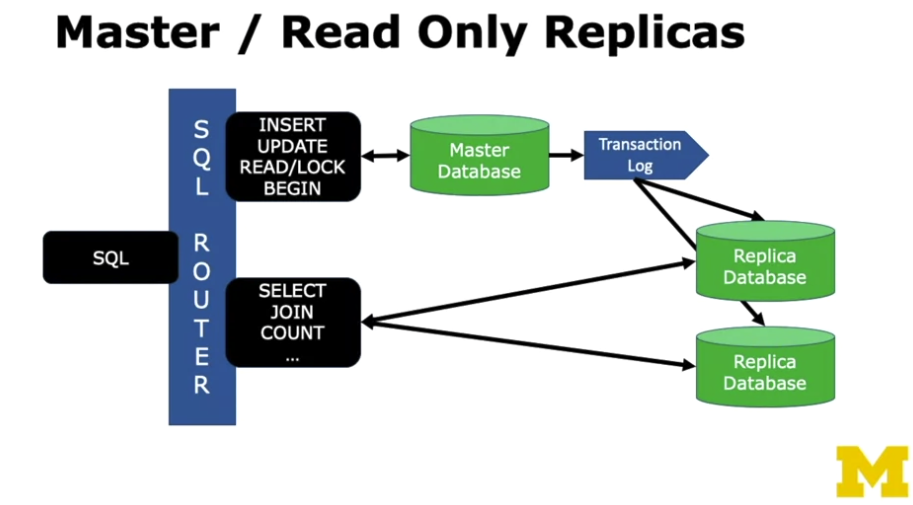 Master / Read Only Replicas
SQL
SQL ROUTER
INSERT
UPDATE
READ/LOCK
BEGIN
Master
Database
Transaction
Log
SELECT
JOIN
COUNT
...
Replica
Database
Replica
Database
M